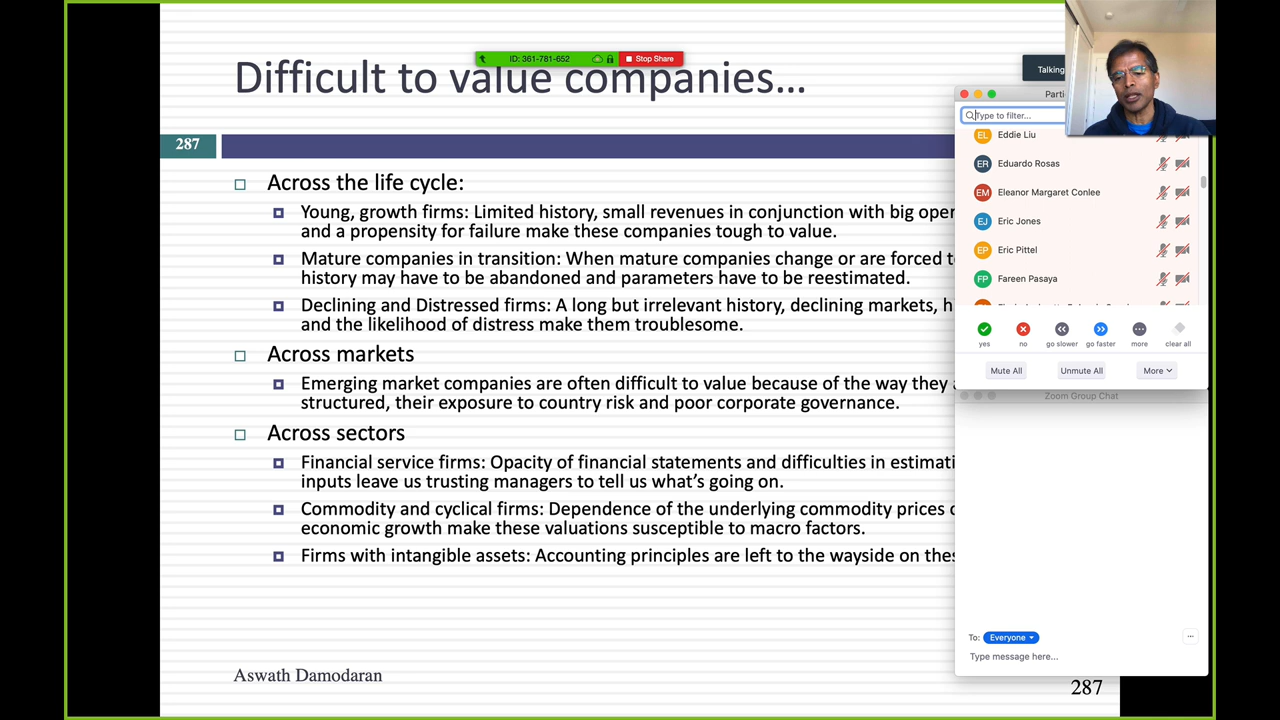 Difficult to value companies...
ID: 361-781-652
Stop Share
Talking
287
Across the life cycle:
Young, growth firms: Limited history, small revenues in conjunction with big oper
and a propensity for failure make these companies tough to value.
Mature companies in transition: When mature companies change or are forced t
history may have to be abandoned and parameters have to be reestimated.
Declining and Distressed firms: A long but irrelevant history, declining markets, h
and the likelihood of distress make them troublesome.
Across markets
Emerging market companies are often difficult to value because of the way they
structured, their exposure to country risk and poor corporate governance.
Across sectors
Financial service firms: Opacity of financial statements and difficulties in estimati
inputs leave us trusting managers to tell us what's going on.
Commodity and cyclical firms: Dependence of the underlying commodity prices
economic growth make these valuations susceptible to macro factors.
Firms with intangible assets: Accounting principles are left to the wayside on thes
Aswath Damodaran
287
Parti
Type to filter...
EL Eddie Liu
ER Eduardo Rosas
EM Eleanor Margaret Conlee
EJ Eric Jones
EP Eric Pittel
FP Fareen Pasaya
yes no go slower go faster more clear all
Mute All Unmute All More
Zoom Group Chat
To: Everyone
Type message here...